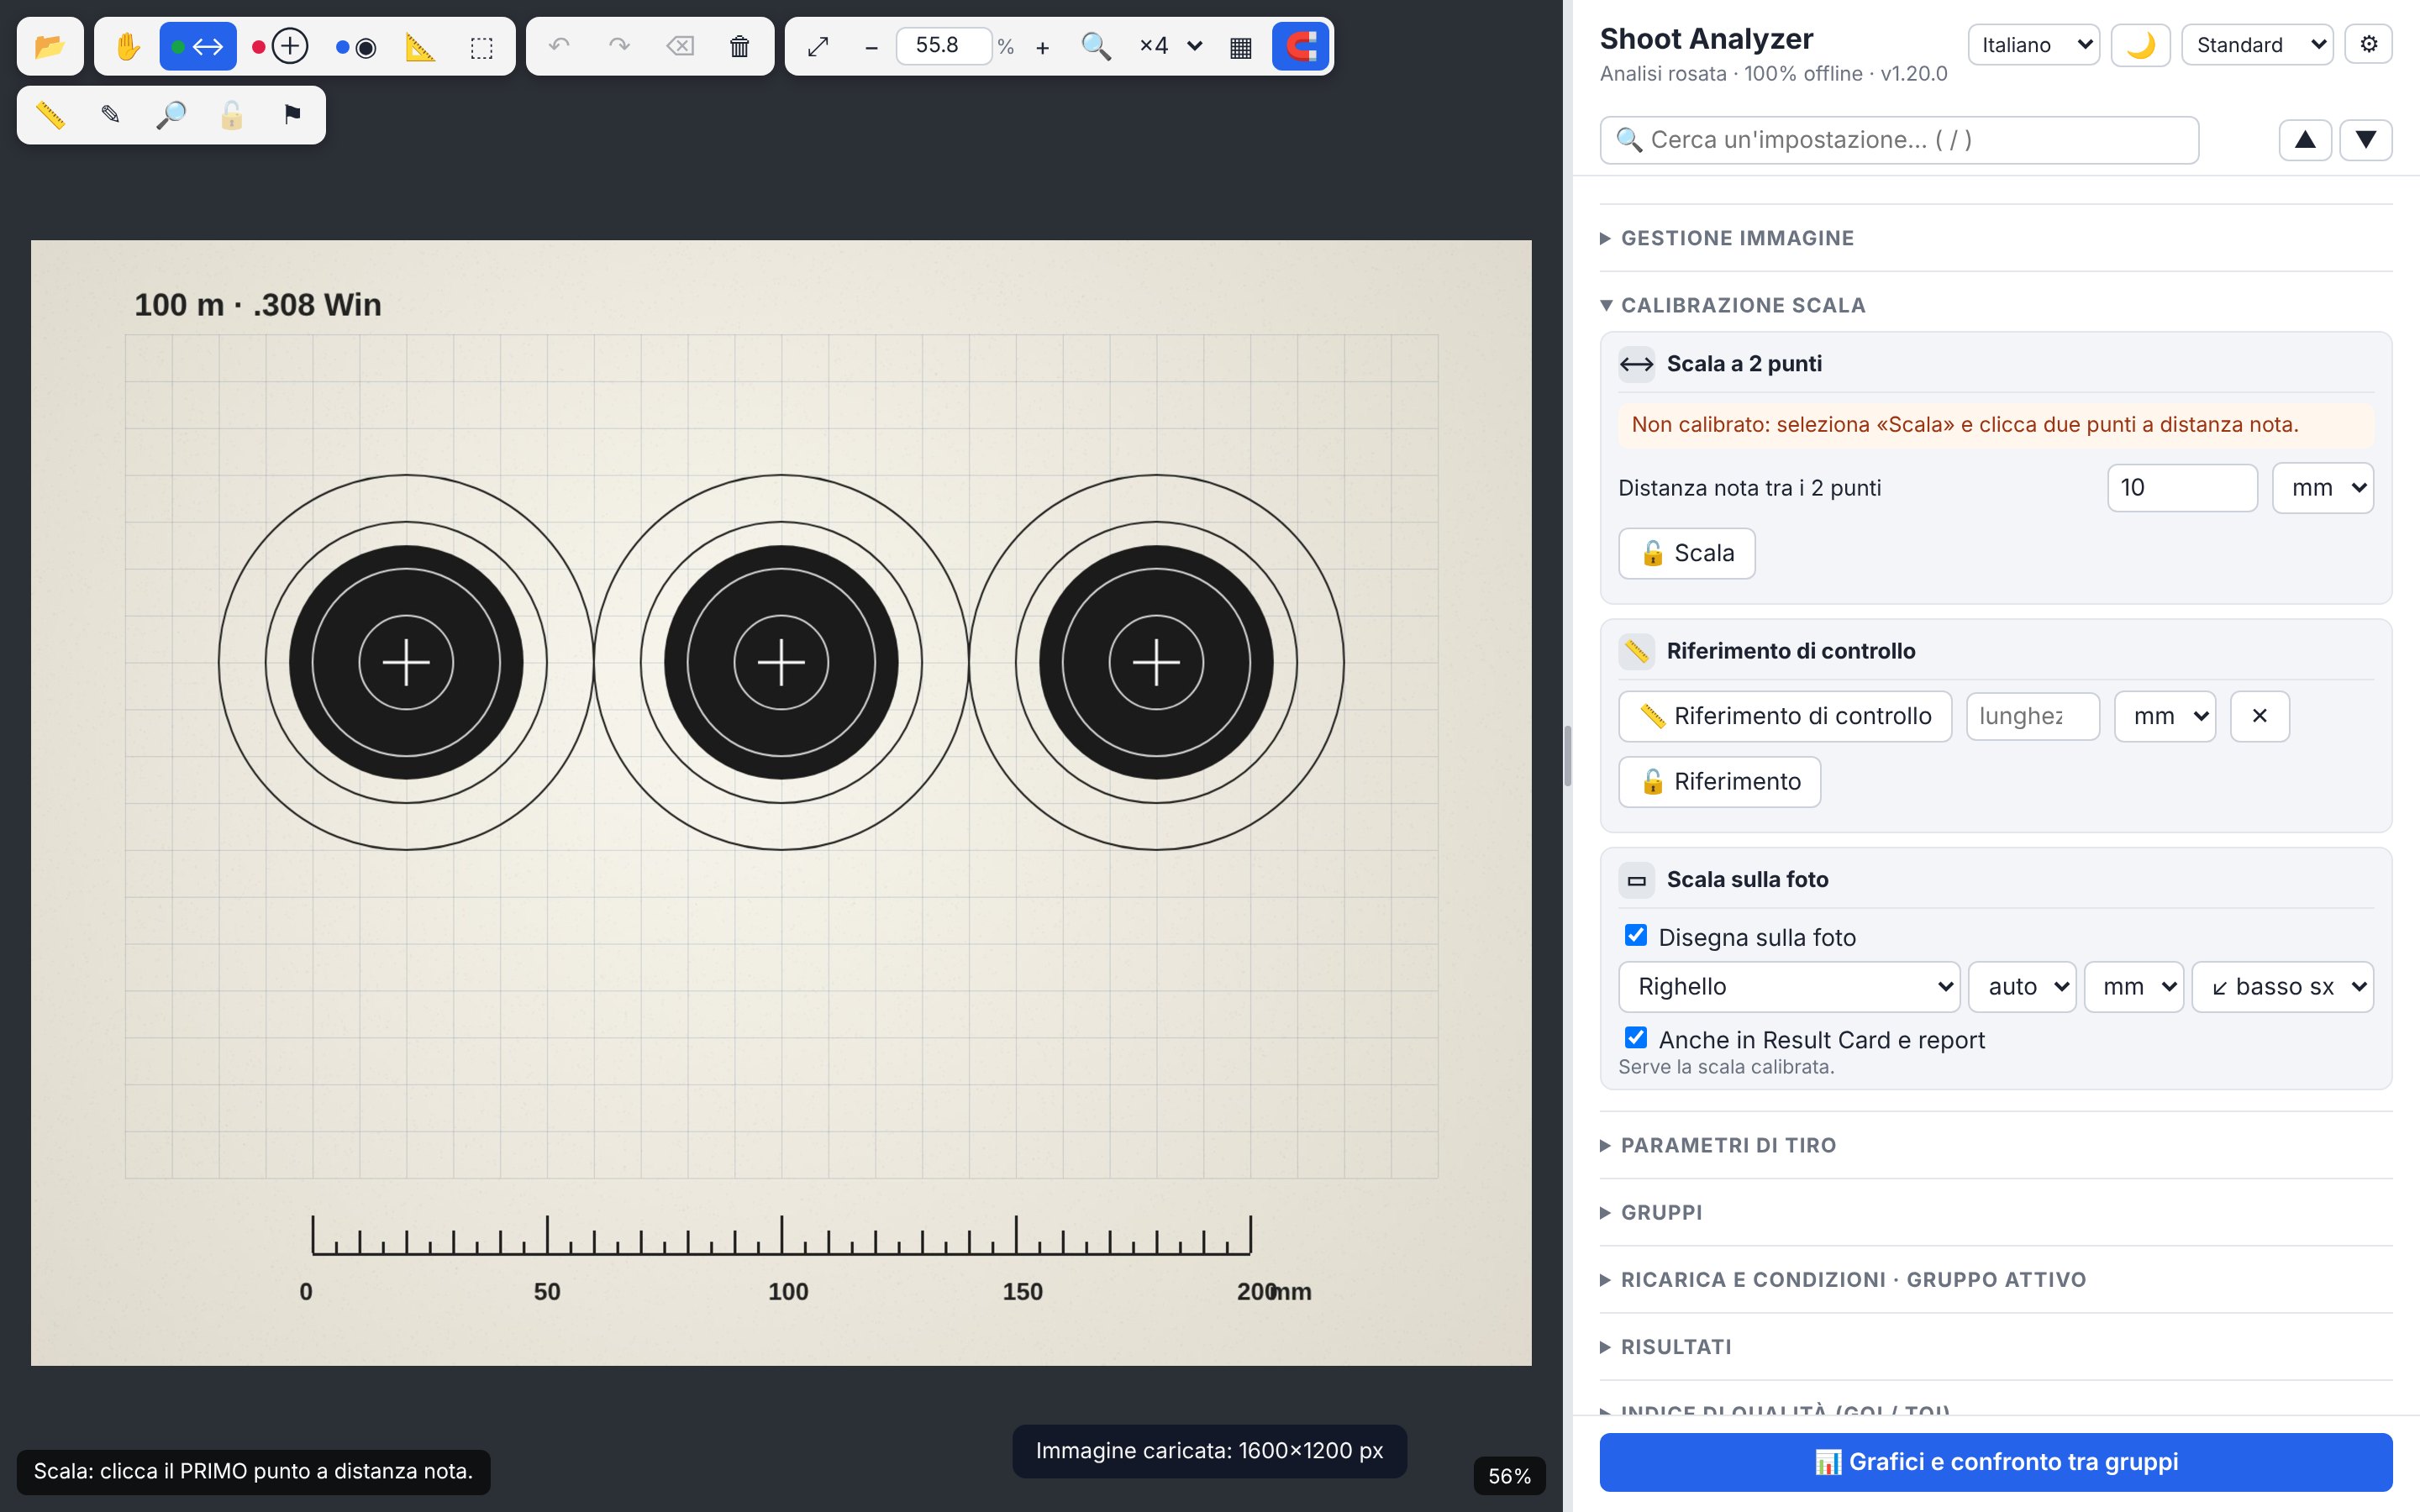 55.8 % ×4
Shoot Analyzer
Analisi rosata · 100% offline · v1.20.0
Italiano
Standard
Cerca un'impostazione... ( / )
100 m · .308 Win
0 50 100 150 200mm
Scala: clicca il PRIMO punto a distanza nota.
Immagine caricata: 1600×1200 px
56%
GESTIONE IMMAGINE
CALIBRAZIONE SCALA
Scala a 2 punti
Non calibrato: seleziona «Scala» e clicca due punti a distanza nota.
Distanza nota tra i 2 punti 10 mm
Scala
Riferimento di controllo
Riferimento di controllo lunghez mm ✕
Riferimento
Scala sulla foto
Disegna sulla foto
Righello auto mm ↙ basso sx
Anche in Result Card e report
Serve la scala calibrata.
PARAMETRI DI TIRO
GRUPPI
RICARICA E CONDIZIONI · GRUPPO ATTIVO
RISULTATI
INDICE DI QUALITÀ (GQI / TQI)
Grafici e confronto tra gruppi